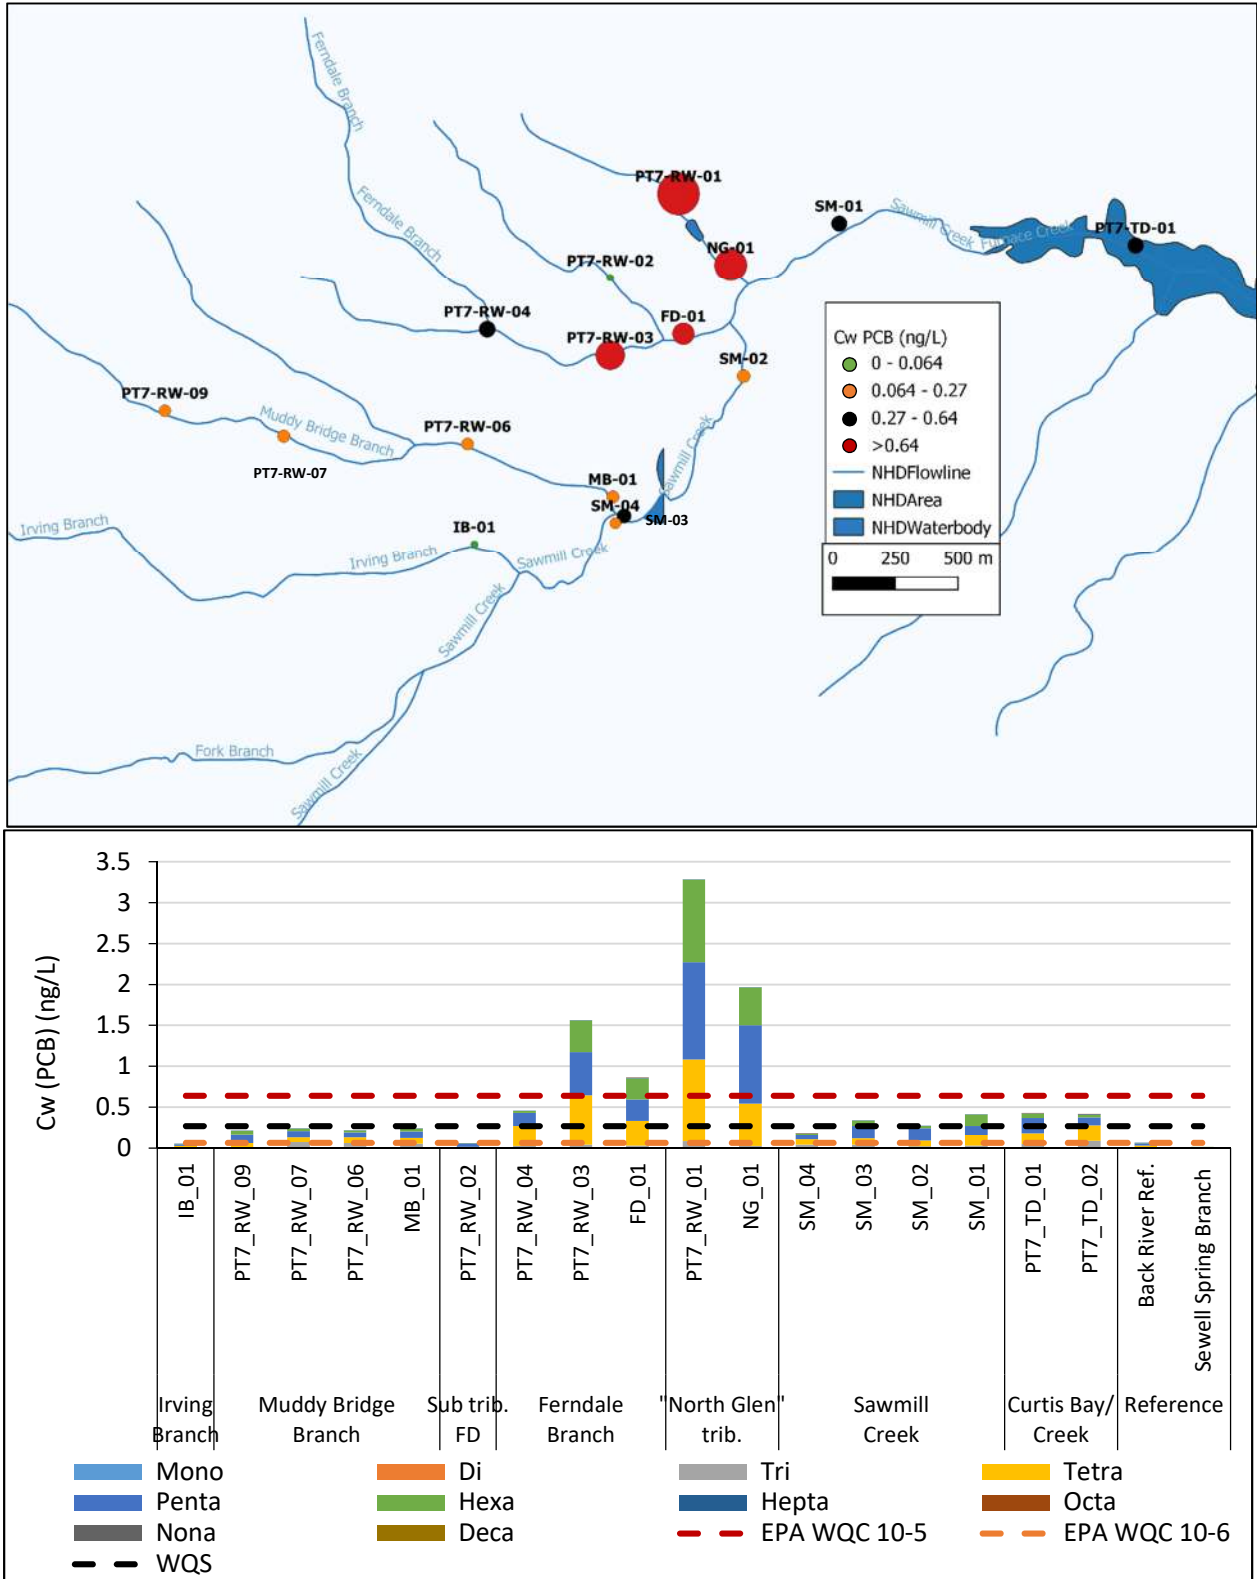 Ferndale Branch
Ferndale Branch
PT7-RW-01
SM-01
Sawmill Creek
Furnace Creek
PT7-TD-01
NG-01
PT7-RW-02
PT7-RW-04
FD-01
PT7-RW-03
SM-02
PT7-RW-09
Muddy Bridge Branch
PT7-RW-06
PT7-RW-07
Sawmill Creek
MB-01
SM-04
SM-03
IB-01
Irving Branch
Irving Branch
Sawmill Creek
Sawmill Creek
Fork Branch
Sawmill Creek
Cw PCB (ng/L)
0 - 0.064
0.064 - 0.27
0.27 - 0.64
>0.64
NHDFlowline
NHDArea
NHDWaterbody
0 250 500 m
Cw (PCB) (ng/L)
3.5
3
2.5
2
1.5
1
0.5
0
IB_01
PT7_RW_09
PT7_RW_07
PT7_RW_06
MB_01
PT7_RW_02
PT7_RW_04
PT7_RW_03
FD_01
PT7_RW_01
NG_01
SM_04
SM_03
SM_02
SM_01
PT7_TD_01
PT7_TD_02
Back River Ref.
Sewell Spring Branch
Irving Branch
Muddy Bridge Branch
Sub trib. FD
Ferndale Branch
"North Glen" trib.
Sawmill Creek
Curtis Bay/ Creek
Reference
Mono Di Tri Tetra
Penta Hexa Hepta Octa
Nona Deca EPA WQC 10-5 EPA WQC 10-6
WQS